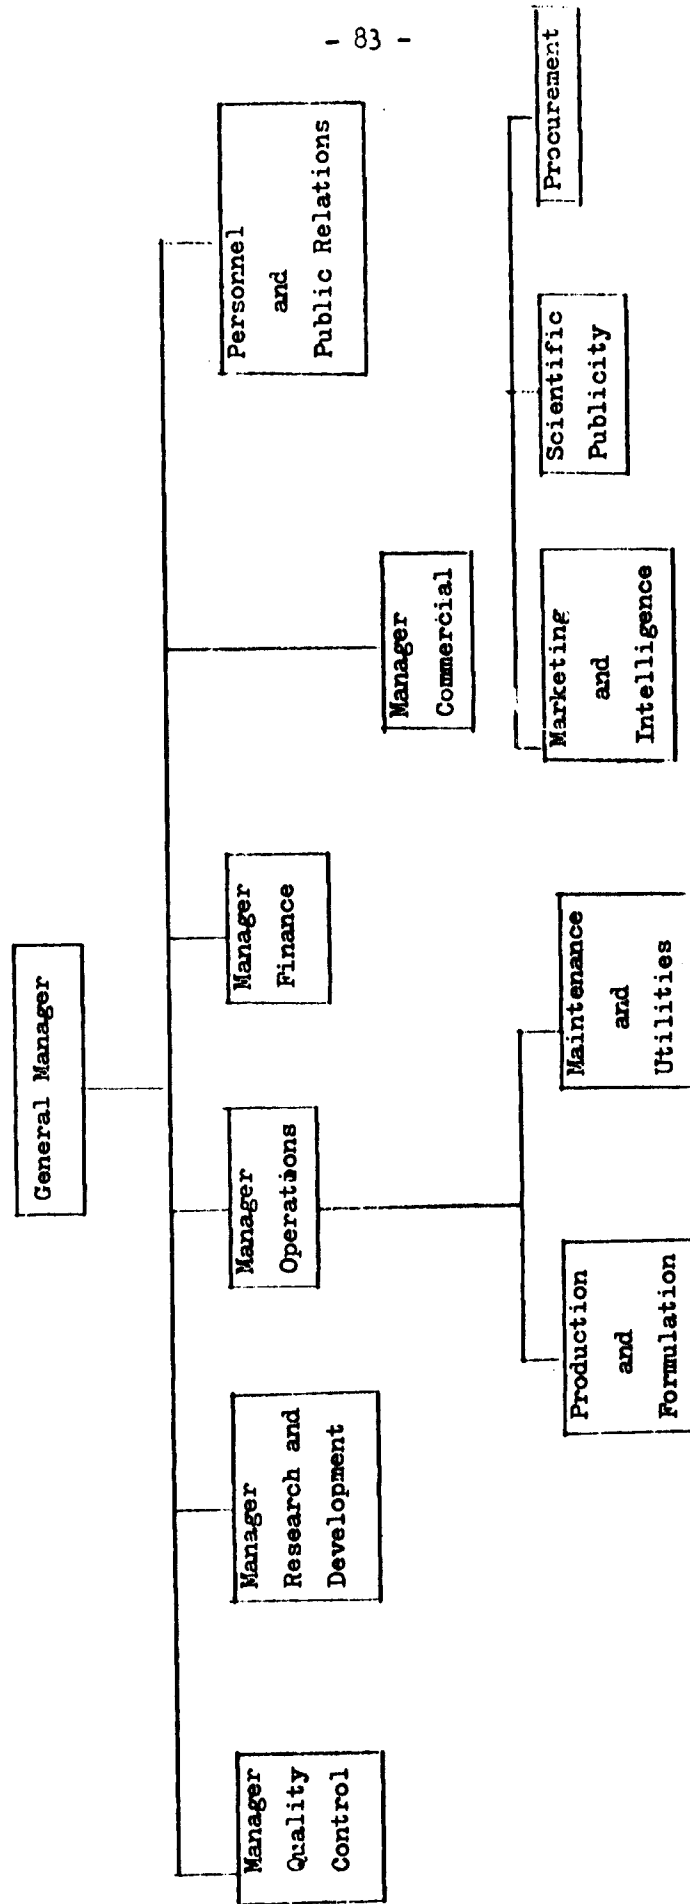 - 83 -
General Manager
Manager
Quality
Control
Manager
Research and
Development
Manager
Operations
Manager
Finance
Manager
Commercial
Personnel
and
Public Relations
Production
and
Formulation
Maintenance
and
Utilities
Marketing
and
Intelligence
Scientific
Publicity
Procurement